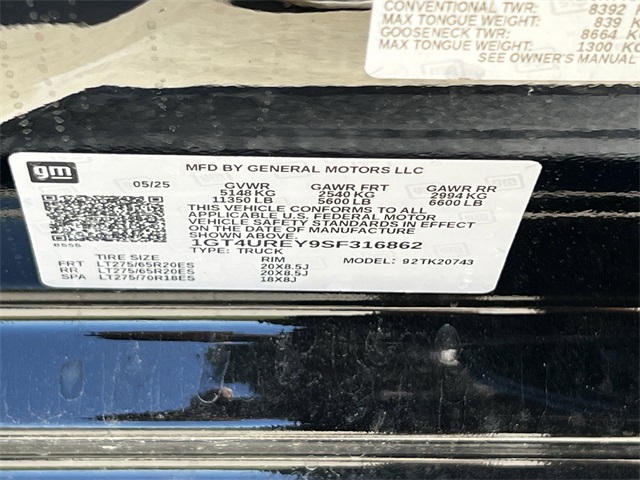 CONVENTIONAL TWR: 8392 K
MAX TONGUE WEIGHT: 839 KG
GOOSENECK TWR: 8664 KG
MAX TONGUE WEIGHT: 1300 KG
SEE OWNER'S MANUAL
gm
MFD BY GENERAL MOTORS LLC
05/25 GVWR GAWR FRT GAWR RR
5148 KG 2540 KG 2994 KG
11350 LB 5600 LB 6600 LB
THIS VEHICLE CONFORMS TO ALL
APPLICABLE U.S. FEDERAL MOTOR
VEHICLE SAFETY STANDARDS IN EFFECT
ON THE DATE OF MANUFACTURE
SHOWN ABOVE.
1GT4UREY9SF316862
TYPE: TRUCK MODEL: 92TK20743
TIRE SIZE RIM
FRT LT275/65R20ES 20X8.5J
RR LT275/65R20ES 20X8.5J
SPA LT275/70R18ES 18X8J